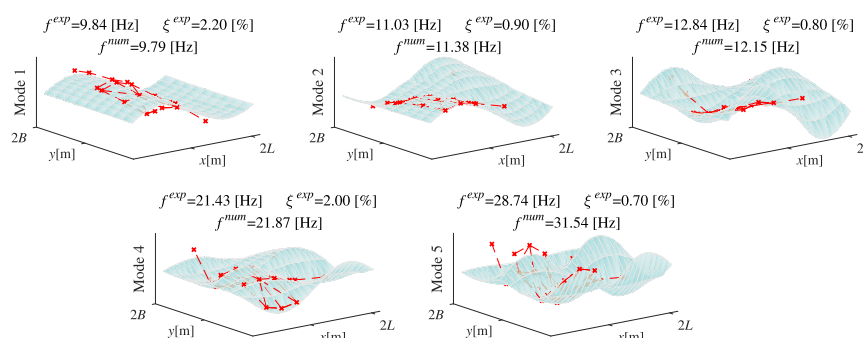 f^exp=9.84 [Hz] ξ^exp=2.20 [%]
f^num=9.79 [Hz]
Mode 1
2B
y[m]
x[m]
2L
f^exp=11.03 [Hz] ξ^exp=0.90 [%]
f^num=11.38 [Hz]
Mode 2
2B
y[m]
x[m]
2L
f^exp=12.84 [Hz] ξ^exp=0.80 [%]
f^num=12.15 [Hz]
Mode 3
2B
y[m]
x[m]
2
f^exp=21.43 [Hz] ξ^exp=2.00 [%]
f^num=21.87 [Hz]
Mode 4
2B
y[m]
x[m]
2L
f^exp=28.74 [Hz] ξ^exp=0.70 [%]
f^num=31.54 [Hz]
Mode 5
2B
y[m]
x[m]
2L